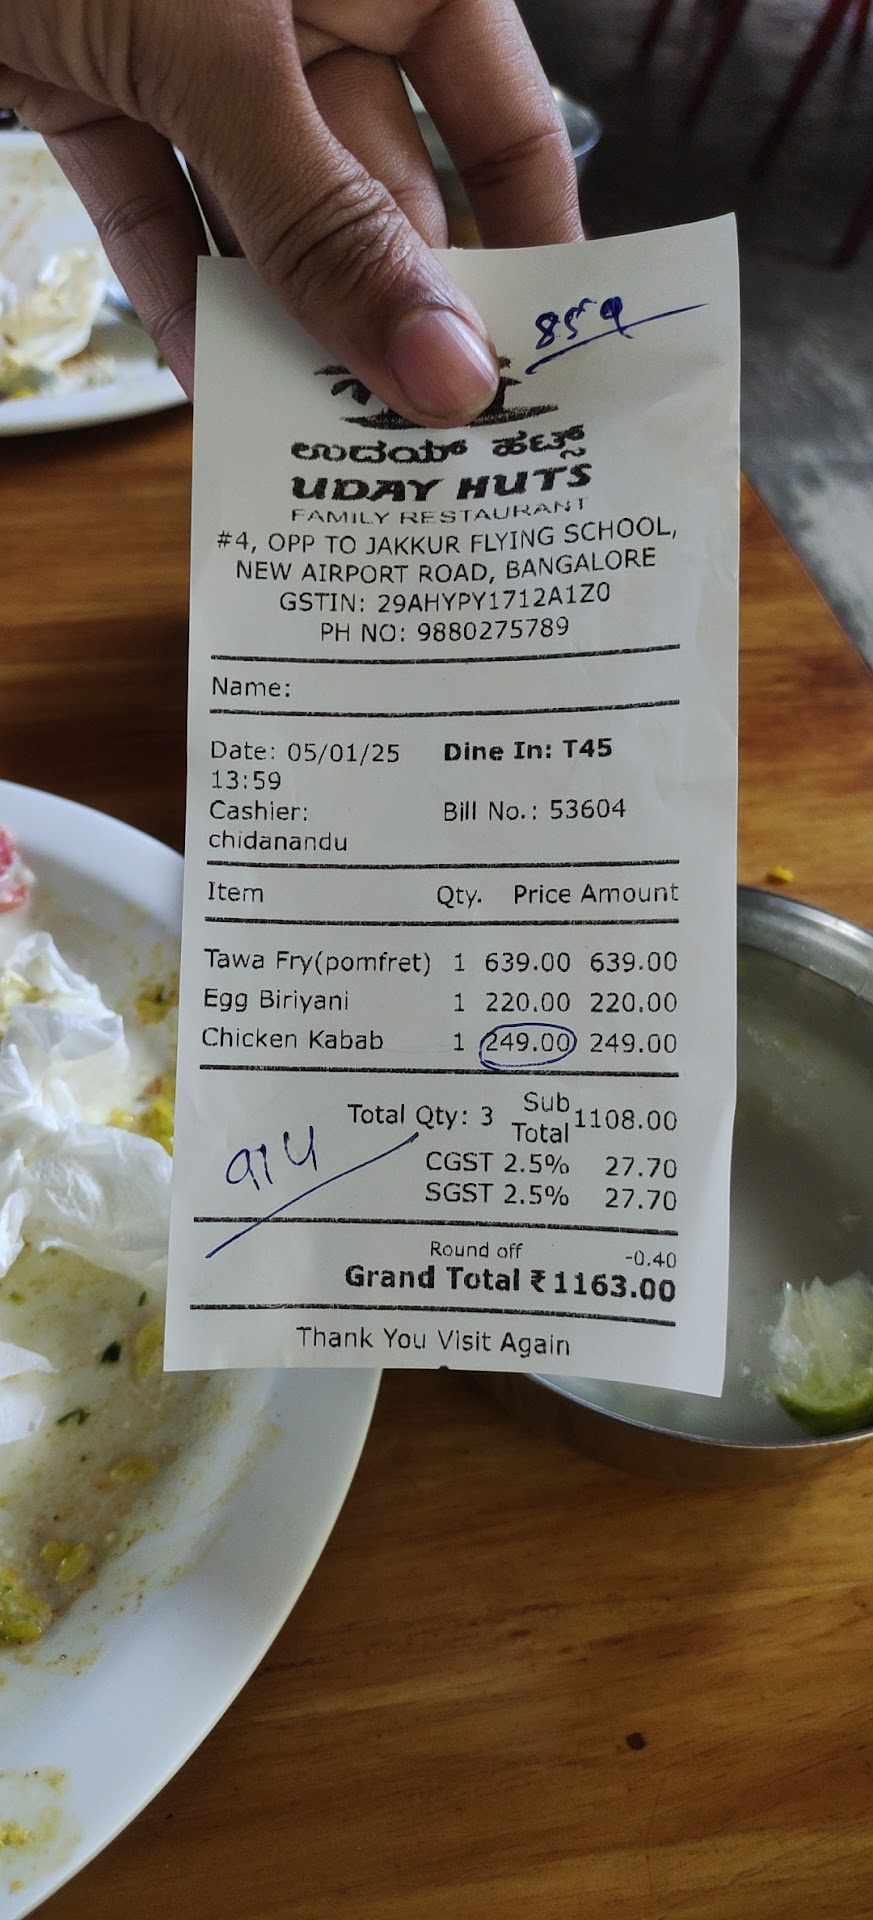 859
ಉದಯ್ ಹಟ್ಸ್
UDAY HUTS
FAMILY RESTAURANT
#4, OPP TO JAKKUR FLYING SCHOOL,
NEW AIRPORT ROAD, BANGALORE
GSTIN: 29AHYPY1712A1Z0
PH NO: 9880275789
Name:
Date: 05/01/25 Dine In: T45
13:59
Cashier: Bill No.: 53604
chidanandu
Item Qty. Price Amount
Tawa Fry(pomfret) 1 639.00 639.00
Egg Biriyani 1 220.00 220.00
Chicken Kabab 1 249.00 249.00
Total Qty: 3 Sub Total 1108.00
914
CGST 2.5% 27.70
SGST 2.5% 27.70
Round off -0.40
Grand Total ₹ 1163.00
Thank You Visit Again